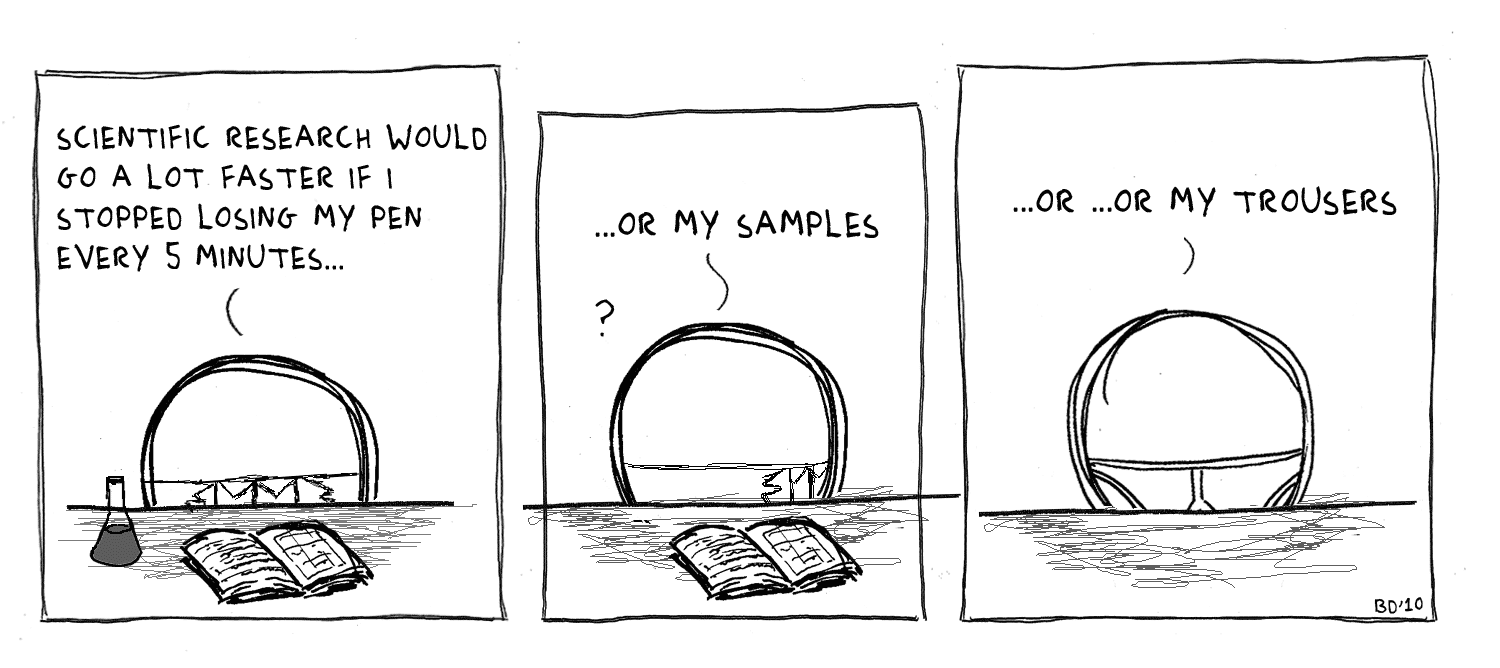 SCIENTIFIC RESEARCH WOULD
GO A LOT FASTER IF I
STOPPED LOSING MY PEN
EVERY 5 MINUTES...
...OR MY SAMPLES
?
...OR ...OR MY TROUSERS
BD'10